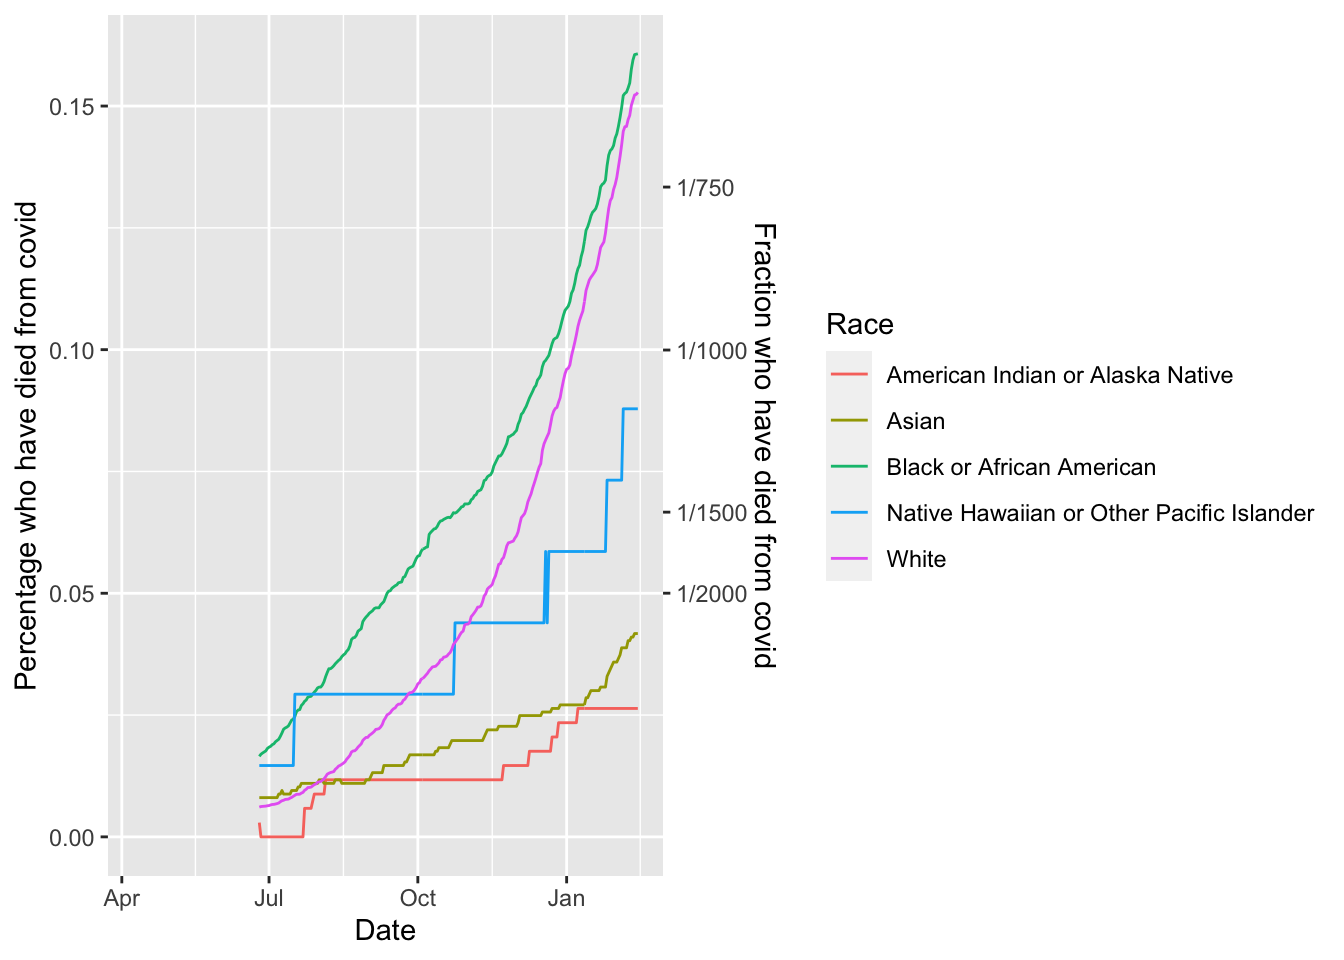 Percentage who have died from covid
0.15
0.10
0.05
0.00
Apr
Jul
Oct
Jan
Date
1/750
1/1000
1/1500
1/2000
Fraction who have died from covid
Race
American Indian or Alaska Native
Asian
Black or African American
Native Hawaiian or Other Pacific Islander
White